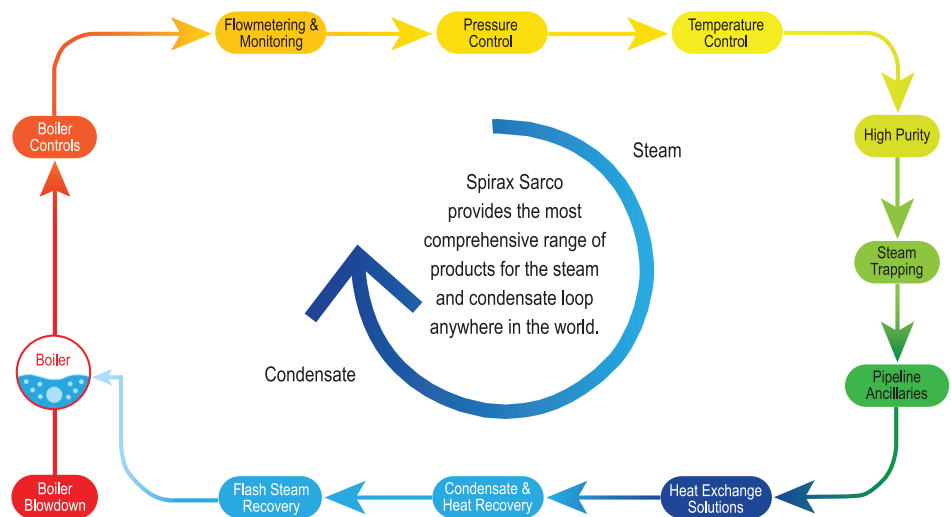 Flowmetering &
Monitoring
Pressure
Control
Temperature
Control
Boiler
Controls
High Purity
Steam
Spirax Sarco
provides the most
comprehensive range of
products for the steam
and condensate loop
anywhere in the world.
Steam
Trapping
Boiler
Condensate
Pipeline
Ancillaries
Boiler
Blowdown
Flash Steam
Recovery
Condensate &
Heat Recovery
Heat Exchange
Solutions